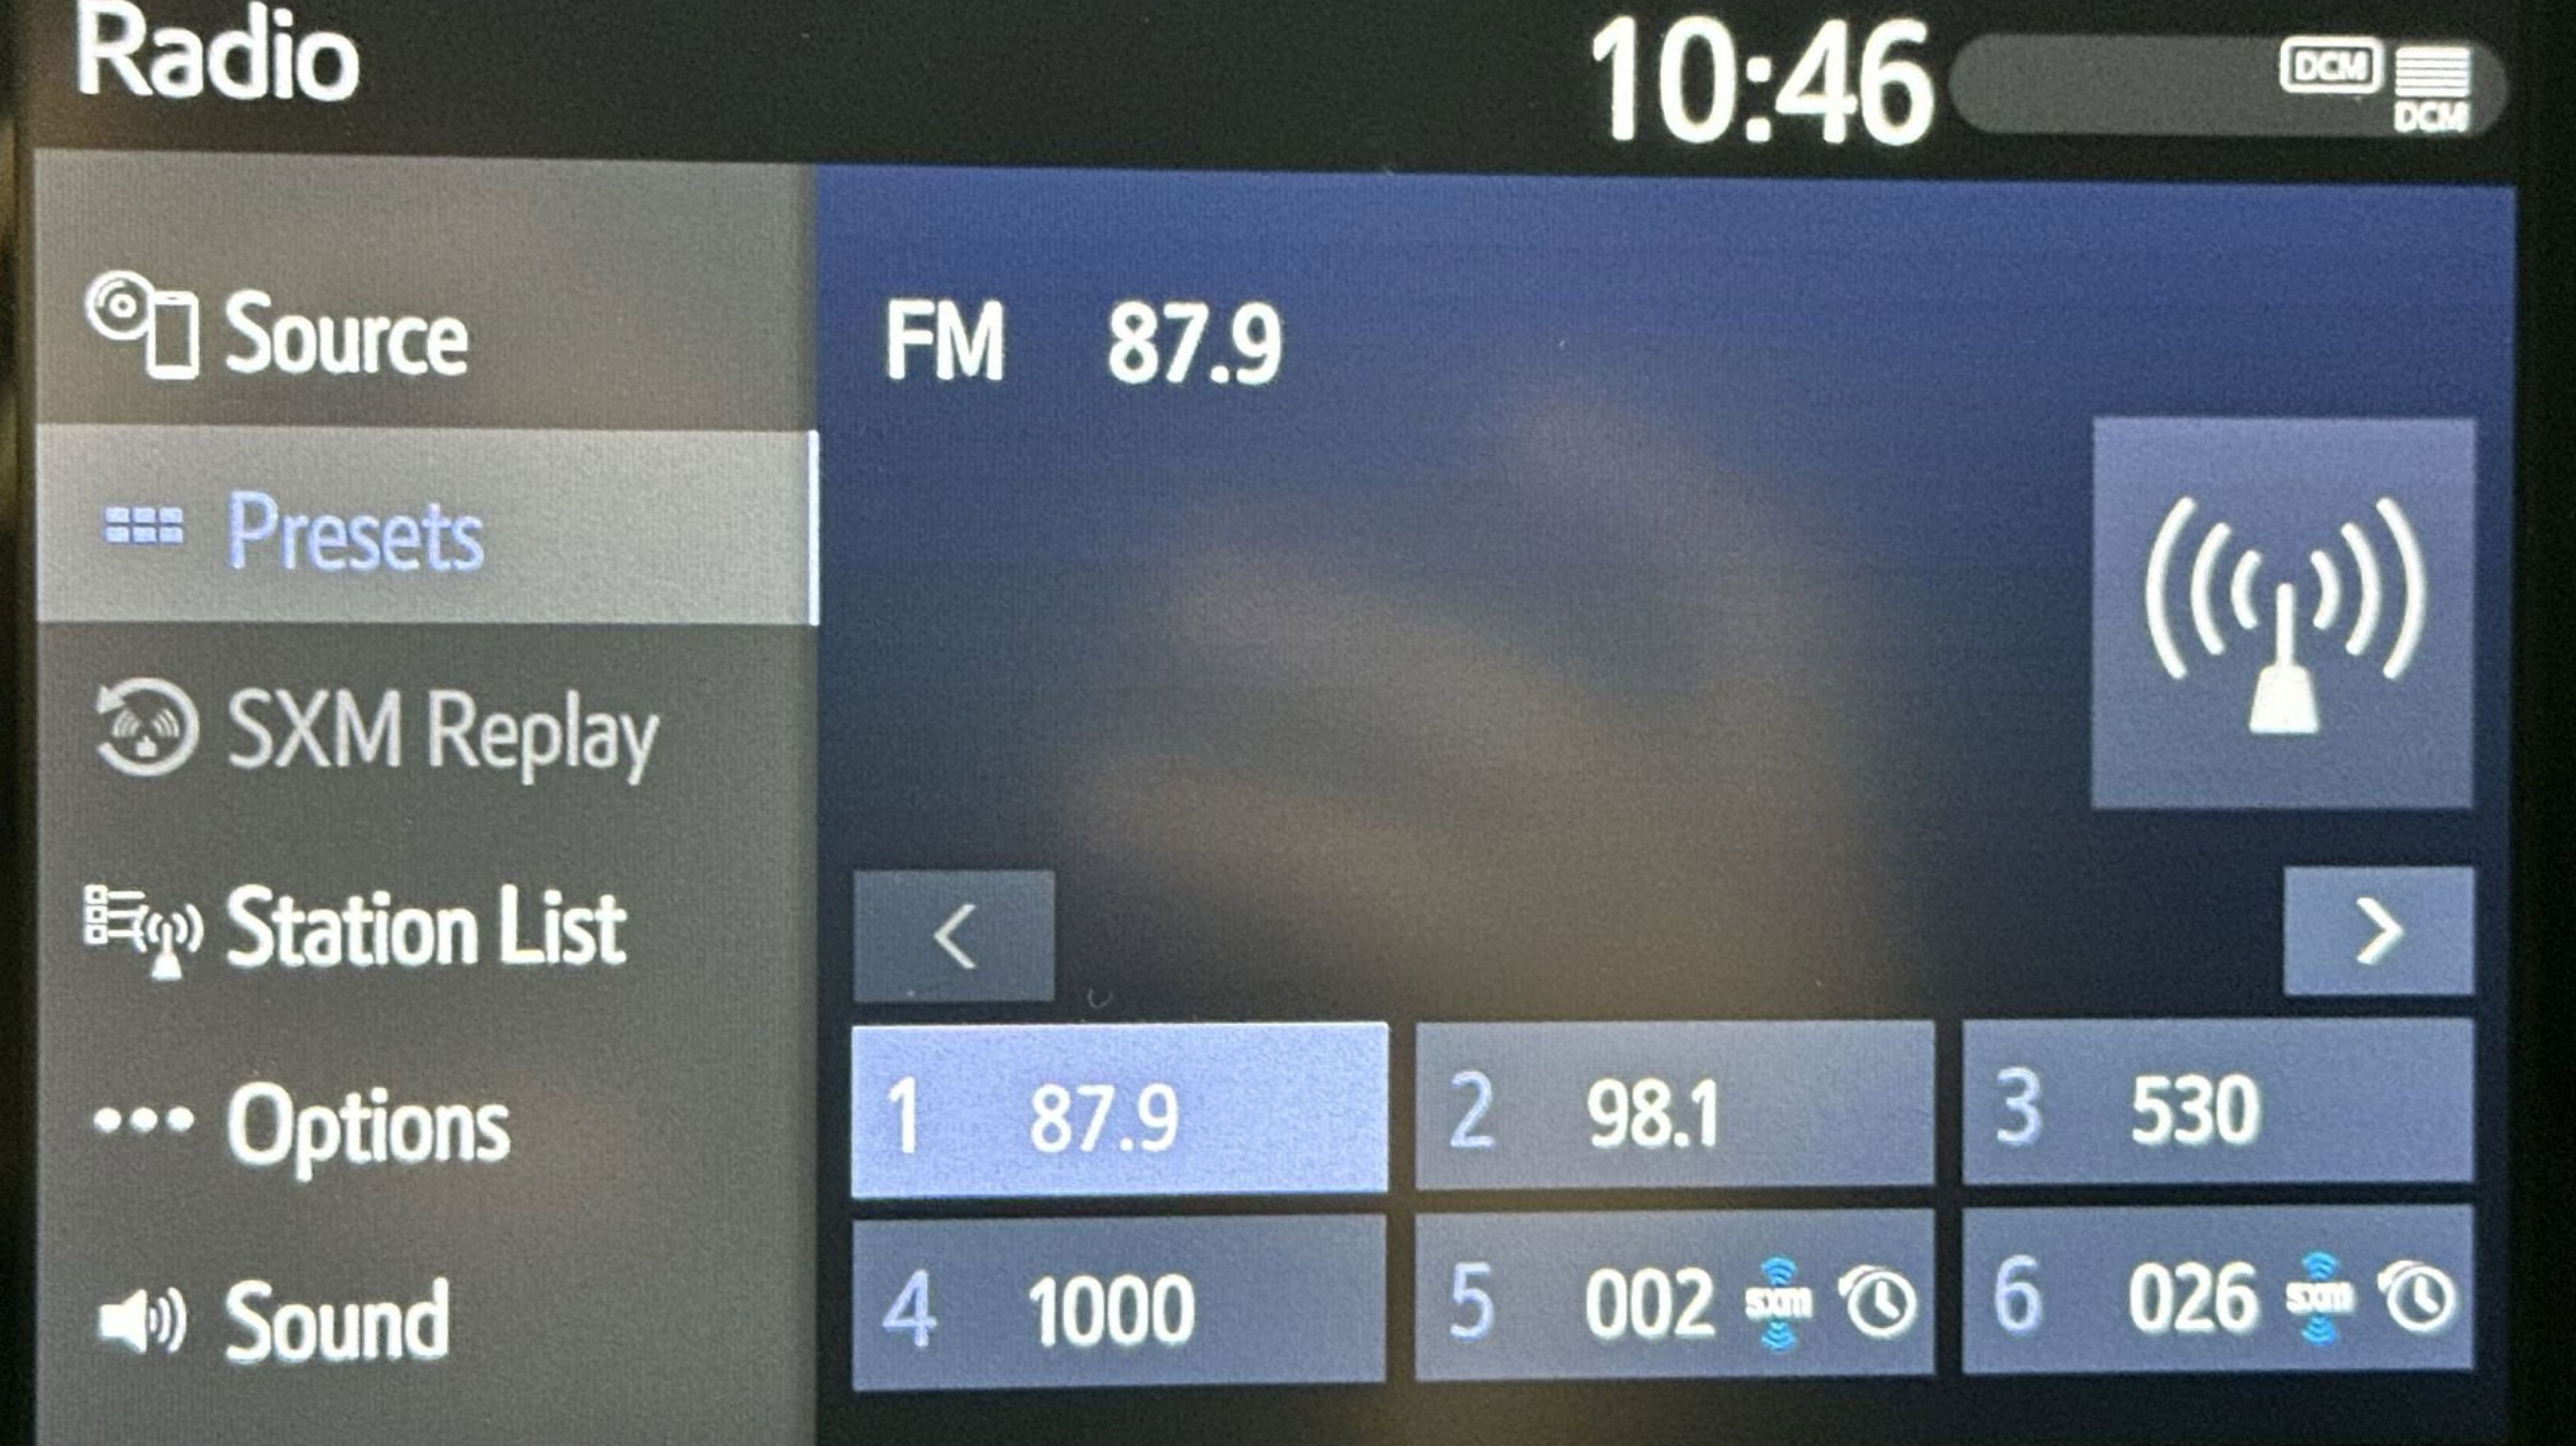 Radio
10:46
DCM
DCM
Source
Presets
SXM Replay
Station List
Options
Sound
FM 87.9
1 87.9
2 98.1
3 530
4 1000
5 002 sxm
6 026 sxm